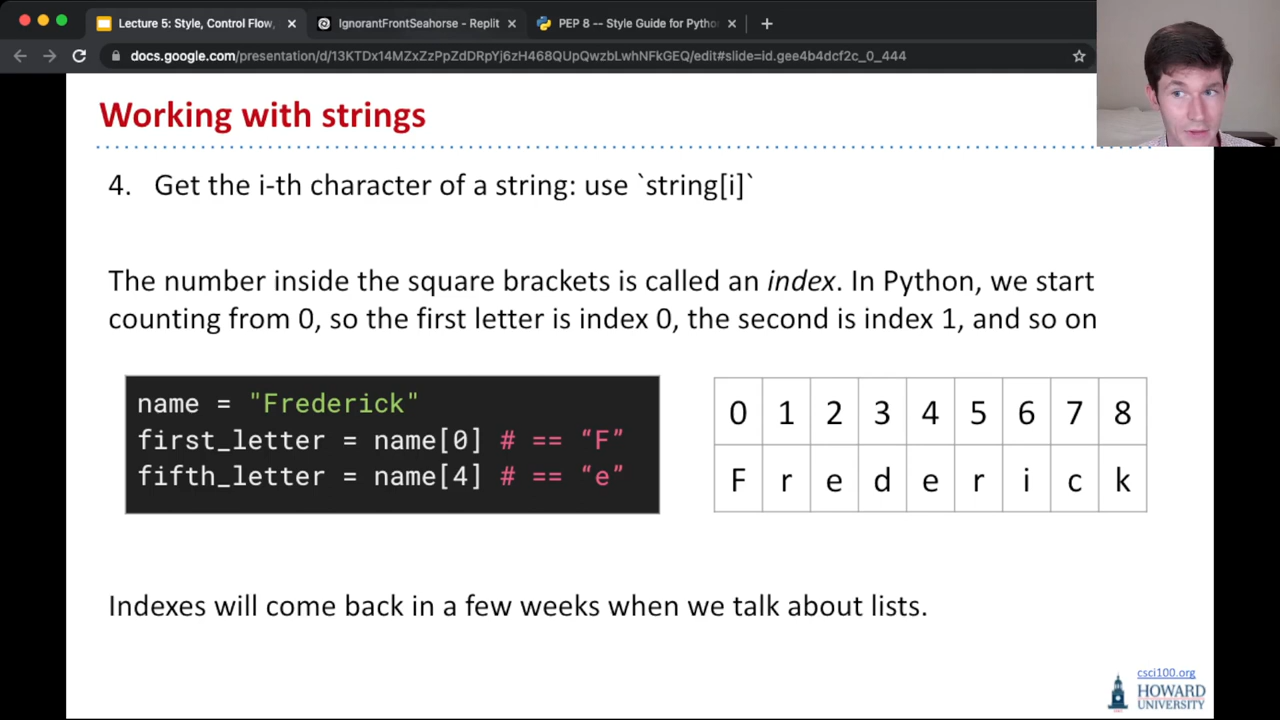 Lecture 5: Style, Control Flow,
IgnorantFrontSeahorse - Replit
PEP 8 -- Style Guide for Pytho
docs.google.com/presentation/d/13KTDx14MZxZzPpZdDRpYj6zH468QUpQwzbLwhNFkGEQ/edit#slide=id.gee4b4dcf2c_0_444
Working with strings
4. Get the i-th character of a string: use `string[i]`
The number inside the square brackets is called an index. In Python, we start
counting from 0, so the first letter is index 0, the second is index 1, and so on
name = "Frederick"
first_letter = name[0] # == “F”
fifth_letter = name[4] # == “e”
0 1 2 3 4 5 6 7 8
F r e d e r i c k
Indexes will come back in a few weeks when we talk about lists.
csci100.org
HOWARD
UNIVERSITY